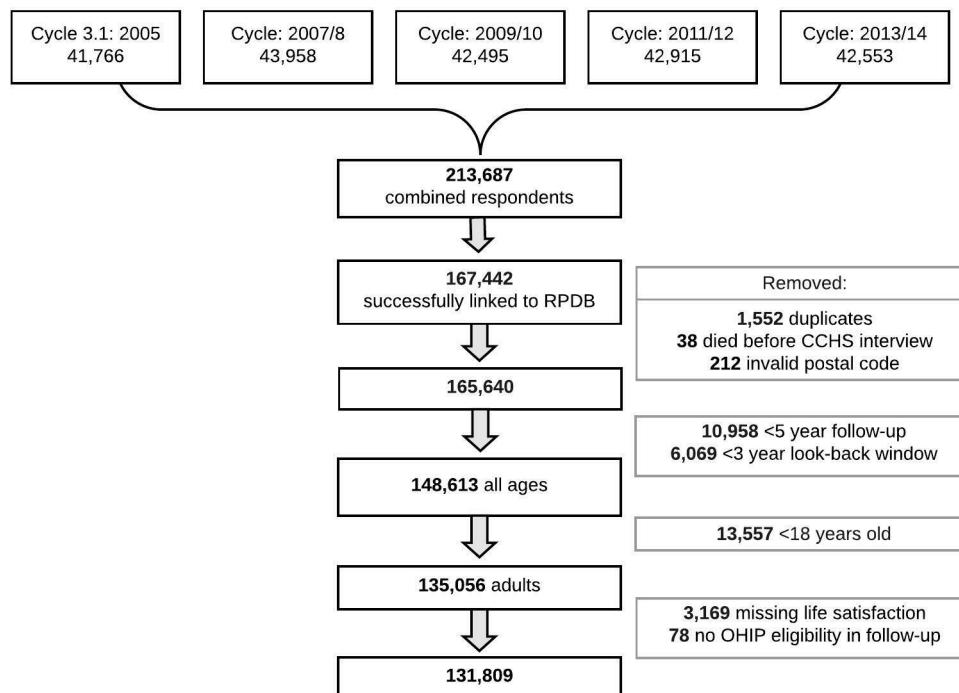 Cycle 3.1: 2005
41,766
Cycle: 2007/8
43,958
Cycle: 2009/10
42,495
Cycle: 2011/12
42,915
Cycle: 2013/14
42,553
213,687
combined respondents
167,442
successfully linked to RPDB
Removed:
1,552 duplicates
38 died before CCHS interview
212 invalid postal code
165,640
10,958 <5 year follow-up
6,069 <3 year look-back window
148,613 all ages
13,557 <18 years old
135,056 adults
3,169 missing life satisfaction
78 no OHIP eligibility in follow-up
131,809